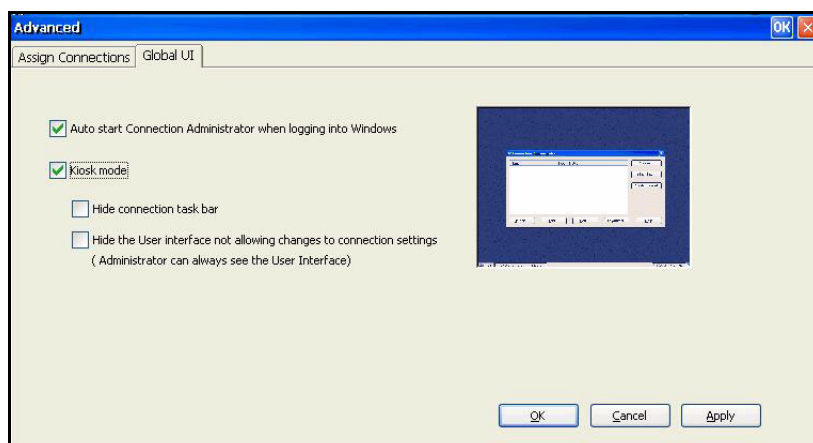 Advanced
OK
Assign Connections
Global UI
Auto start Connection Administrator when logging into Windows
Kiosk mode
Hide connection task bar
Hide the User interface not allowing changes to connection settings
( Administrator can always see the User Interface)
OK
Cancel
Apply